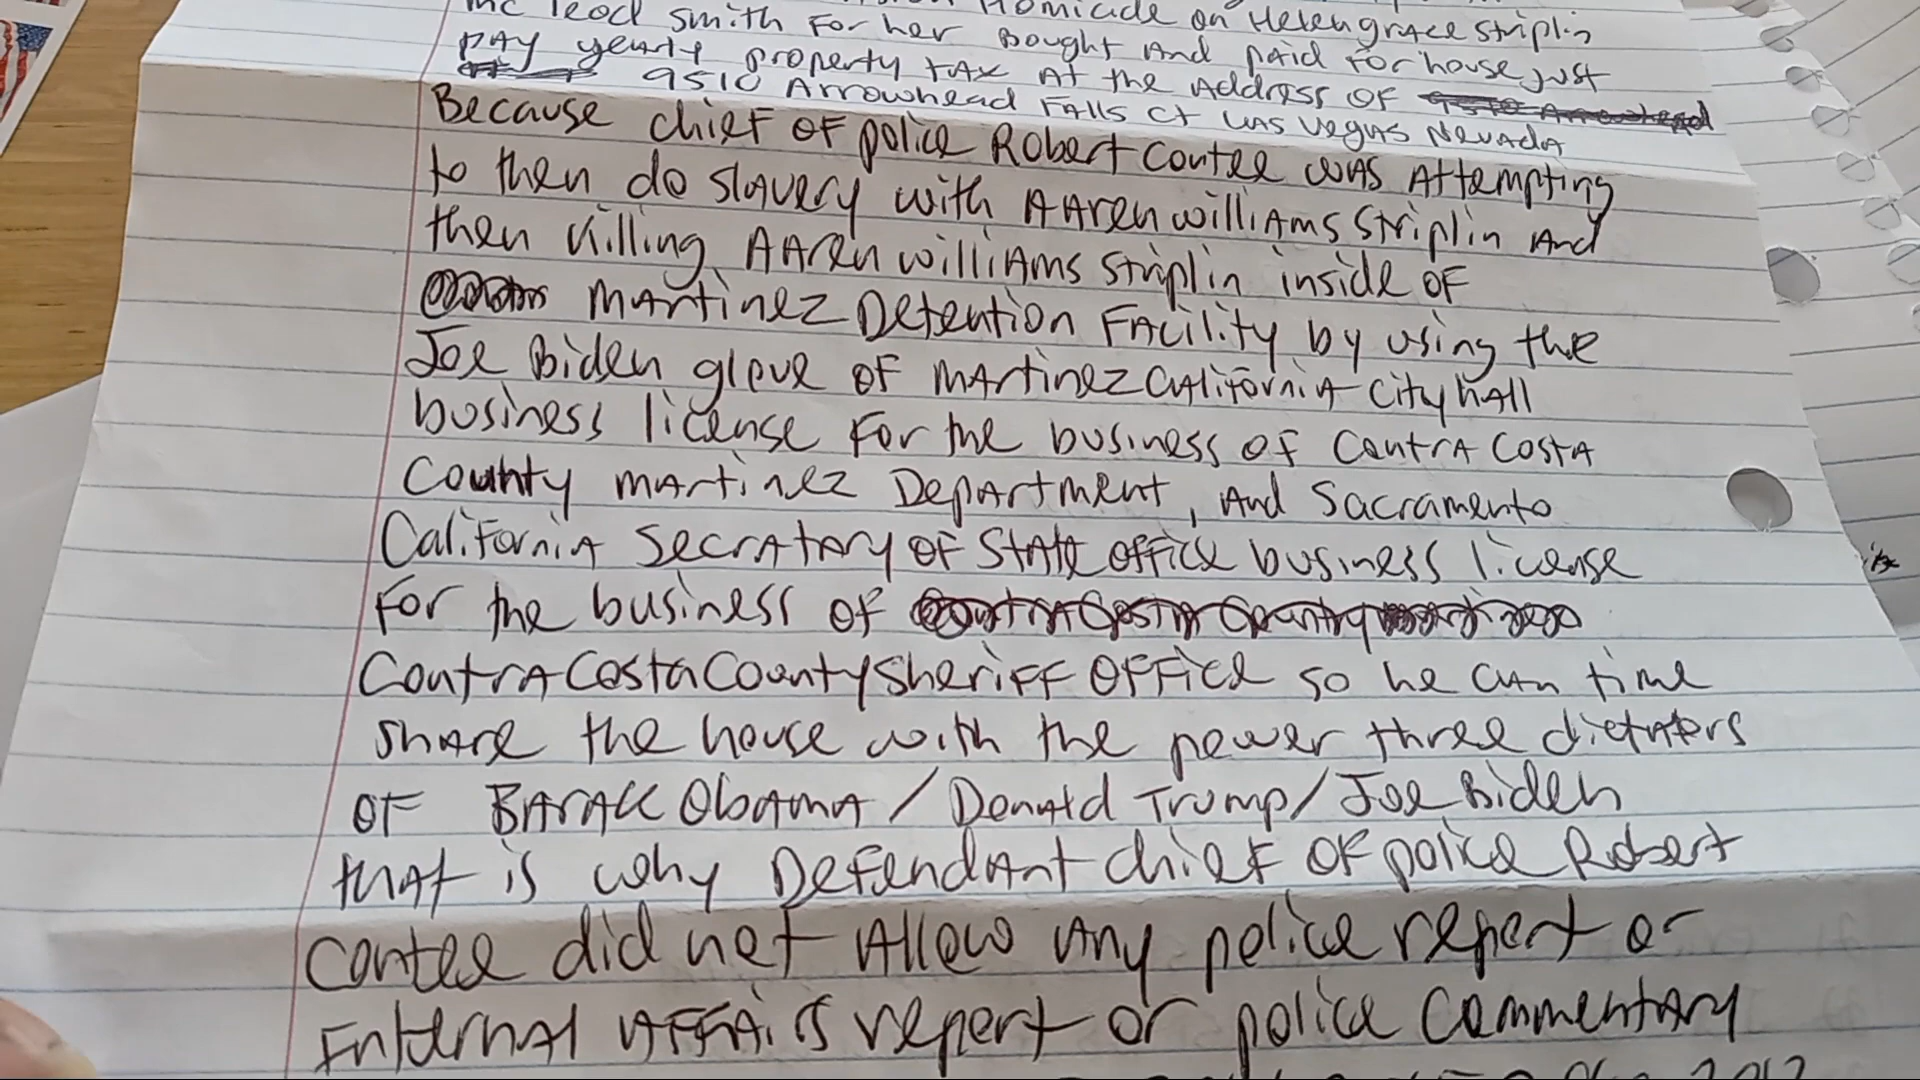 Mc leod smith For her Bought And paid For house just
PAY yearly property tAx At the Address OF
9510 Arrowhead FAlls Ct LAs VegAs NevAdA
Because chief OF police Robert Contee wAs Attempting
to then do slavery with AAren williAms Striplin And
then killing AAren williAms Striplin inside OF
MArtinez Detention FAcility by using the
Joe Biden glove OF MArtinez CAliforniA City hAll
business license For the business OF ContrA CostA
County mArtinez DepArtment, And Sacramento
CaliforniA SecratAry OF State OFFice business license
For the business OF
ContrA Costa County Sheriff OFFice so he cAn time
shAre the house with the power three dictAters
OF BArAck ObAmA / DonAld Trump / Joe Biden
thAt is why DefendAnt chief OF police Robert
Contee did not Allow Any police report or
InternAl AFFAirs report or police CommentAry
2012